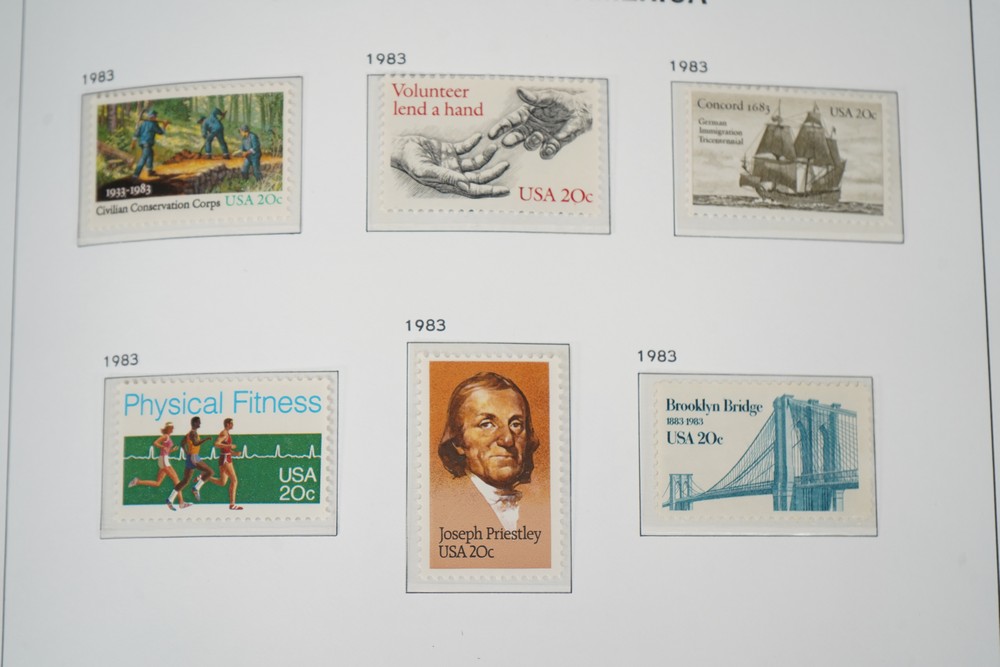 1983
1933-1983
Civilian Conservation Corps USA 20c
1983
Volunteer
lend a hand
USA 20c
1983
Concord 1683
USA 20c
German
Immigration
Tricentennial
1983
Physical Fitness
USA
20c
1983
Joseph Priestley
USA 20c
1983
Brooklyn Bridge
1883 1983
USA 20c